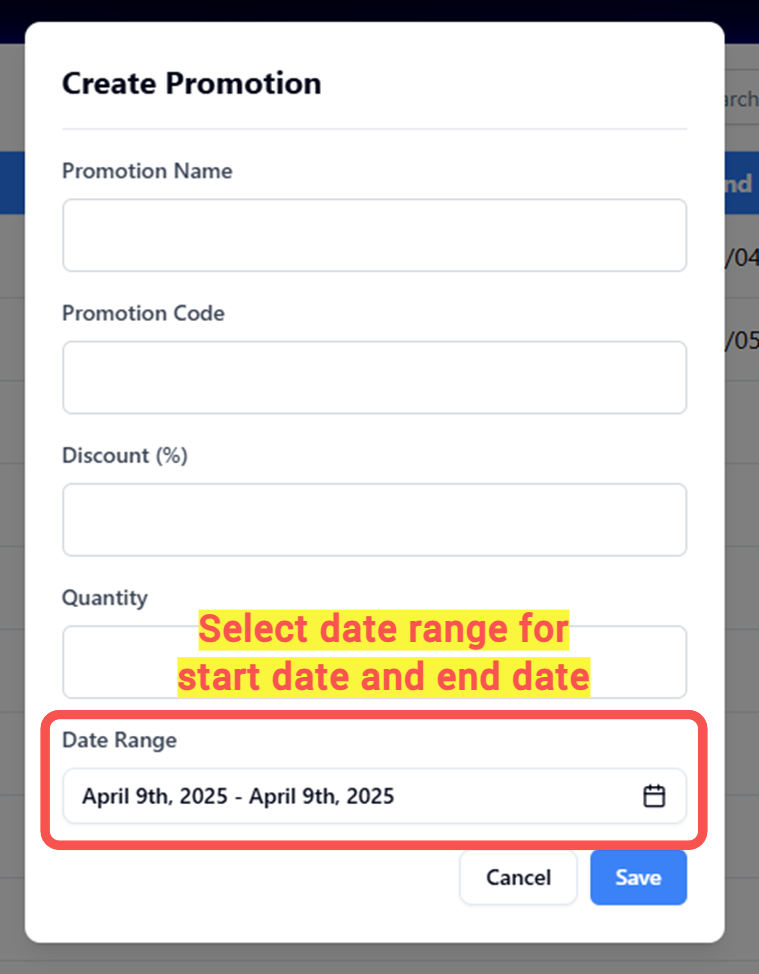 Create Promotion
arch
nd
Promotion Name
/04
Promotion Code
/05
Discount (%)
Quantity
Select date range for
start date and end date
Date Range
April 9th, 2025 - April 9th, 2025
Cancel
Save